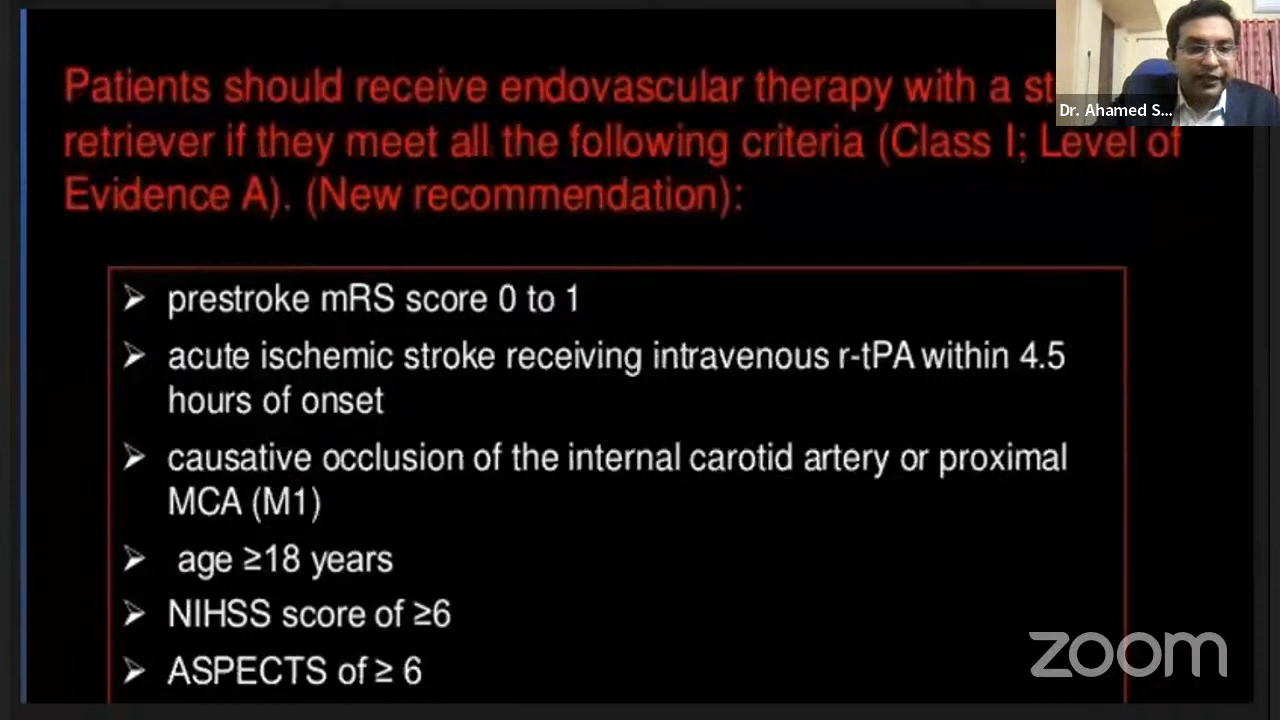 Patients should receive endovascular therapy with a
retriever if they meet all the following criteria (Class I; Level of
Evidence A). (New recommendation):
➢ prestroke mRS score 0 to 1
➢ acute ischemic stroke receiving intravenous r-tPA within 4.5
hours of onset
➢ causative occlusion of the internal carotid artery or proximal
MCA (M1)
➢ age ≥18 years
➢ NIHSS score of ≥6
➢ ASPECTS of ≥ 6
Dr. Ahamed S...
zoom